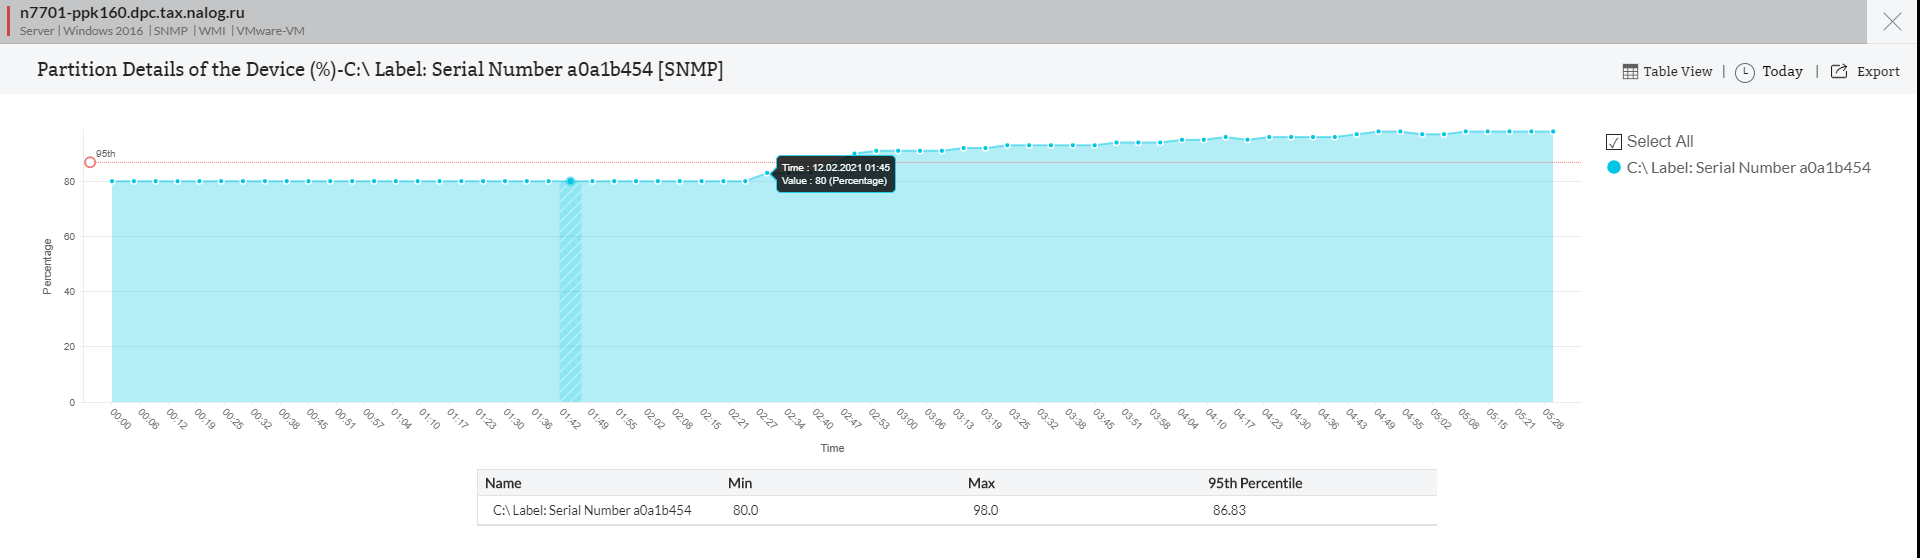 n7701-ppk160.dpc.tax.nalog.ru
Server | Windows 2016 | SNMP | WMI | VMware-VM
Partition Details of the Device (%)-C:\ Label: Serial Number a0a1b454 [SNMP]
Table View | Today | Export
95th
Time : 12.02.2021 01:45
Value : 80 (Percentage)
Select All
C:\ Label: Serial Number a0a1b454
Percentage
80
60
40
20
0
00:00 00:06 00:12 00:19 00:25 00:32 00:38 00:45 00:51 00:57 01:04 01:10 01:17 01:23 01:30 01:36 01:42 01:49 01:55 02:02 02:08 02:15 02:21 02:27 02:34 02:40 02:47 02:53 03:00 03:06 03:13 03:19 03:25 03:32 03:38 03:45 03:51 03:58 04:04 04:10 04:17 04:23 04:30 04:36 04:43 04:49 04:55 05:02 05:08 05:15 05:21 05:28
Time
Name Min Max 95th Percentile
C:\ Label: Serial Number a0a1b454 80.0 98.0 86.83